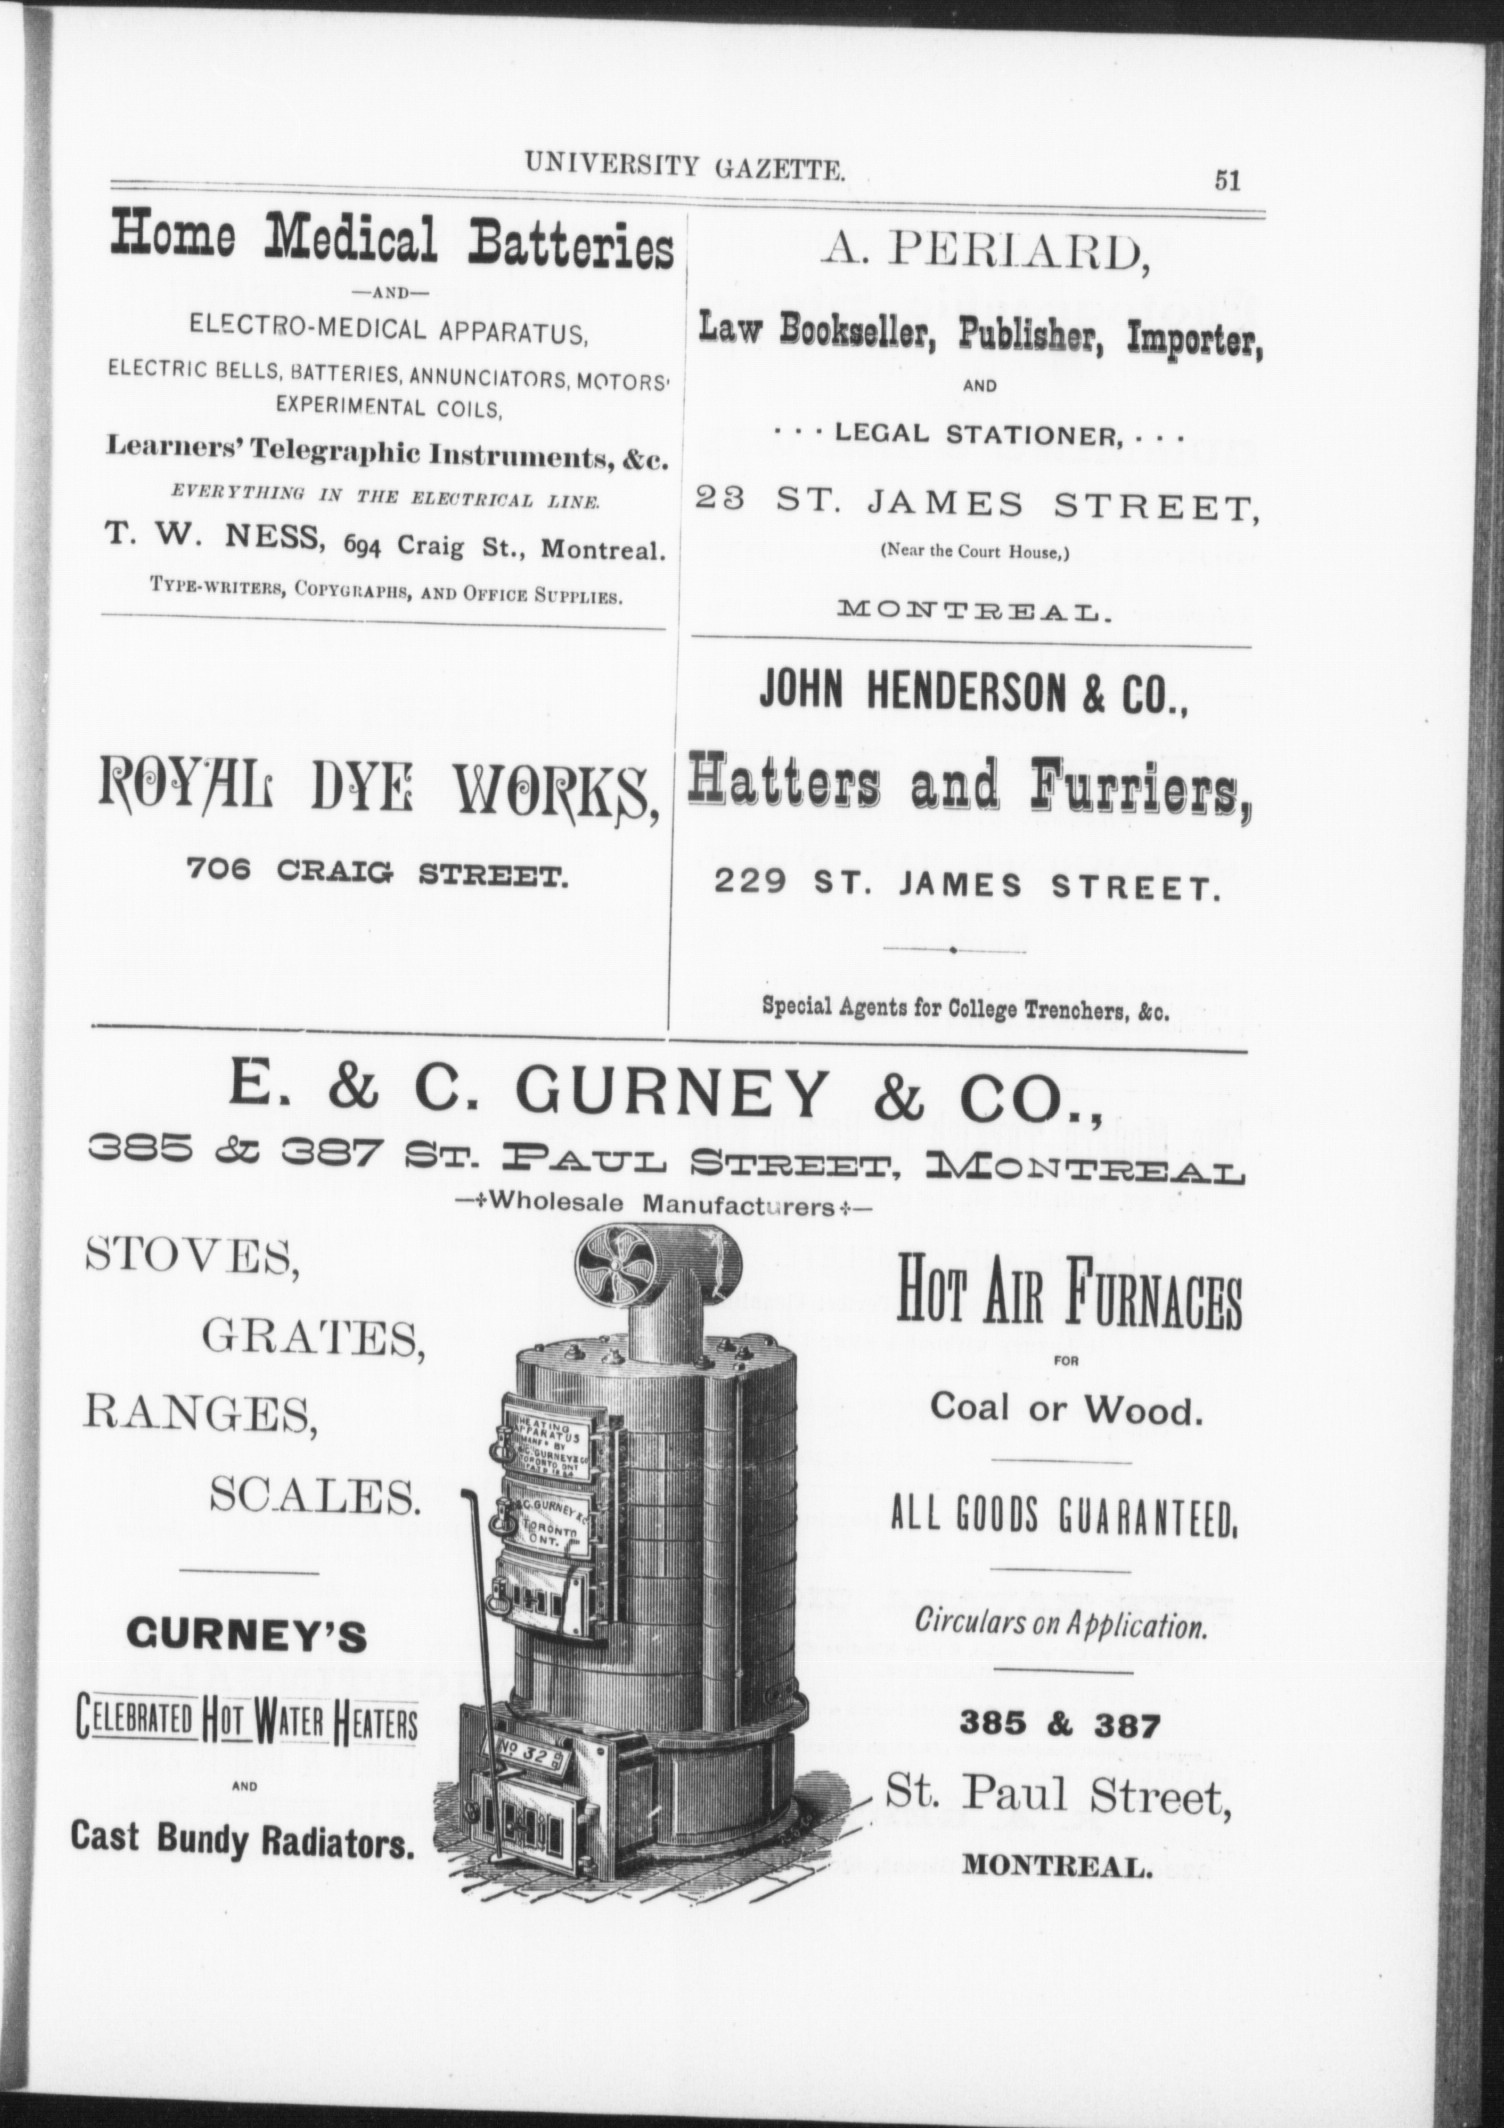 UNIVERSITY GAZETTE.
51
Home Medical Batteries
—AND—
ELECTRO-MEDICAL APPARATUS,
ELECTRIC BELLS, BATTERIES, ANNUNCIATORS, MOTORS'
EXPERIMENTAL COILS,
Learners' Telegraphic Instruments, &c.
EVERYTHING IN THE ELECTRICAL LINE.
T. W. NESS, 694 Craig St., Montreal.
TYPE-WRITERS, COPYGRAPHS, AND OFFICE SUPPLIES.
A. PERIARD,
Law Bookseller, Publisher, Importer,
AND
· · · LEGAL STATIONER, · · ·
23 ST. JAMES STREET,
(Near the Court House,)
MONTREAL.
ROYAL DYE WORKS,
706 CRAIG STREET.
JOHN HENDERSON & CO.,
Hatters and Furriers,
229 ST. JAMES STREET.
Special Agents for College Trenchers, &c.
E. & C. GURNEY & CO.,
385 & 387 ST. PAUL STREET, MONTREAL
—Wholesale Manufacturers—
STOVES,
GRATES,
RANGES,
SCALES.
GURNEY'S
CELEBRATED HOT WATER HEATERS
AND
Cast Bundy Radiators.
HEATING
APPARATUS
MANF. BY
& C. GURNEY & CO
TORONTO ONT
C. GURNEY & C
TORONTO
ONT.
No 32
HOT AIR FURNACES
FOR
Coal or Wood.
ALL GOODS GUARANTEED.
Circulars on Application.
385 & 387
St. Paul Street,
MONTREAL.